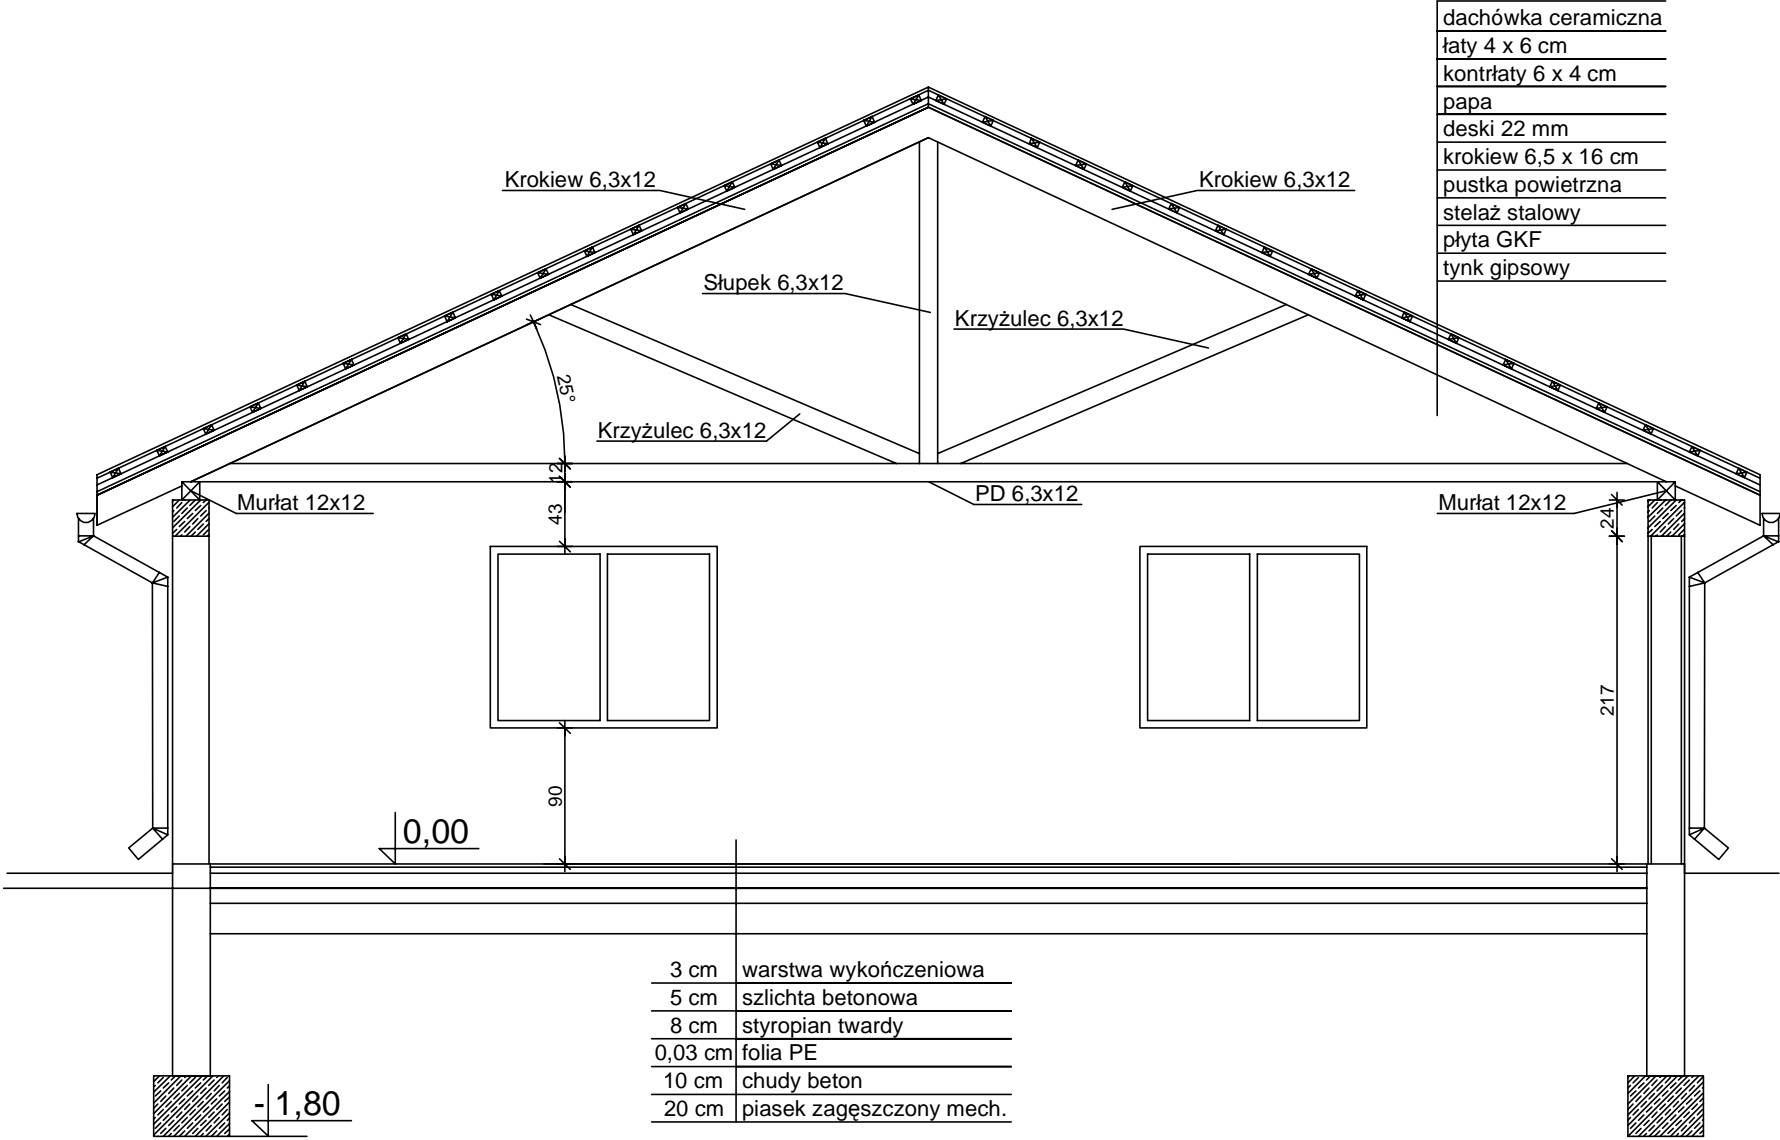 dachówka ceramiczna
łaty 4 x 6 cm
kontrłaty 6 x 4 cm
papa
deski 22 mm
krokiew 6,5 x 16 cm
pustka powietrzna
stelaż stalowy
płyta GKF
tynk gipsowy
Krokiew 6,3x12
Krokiew 6,3x12
Słupek 6,3x12
Krzyżulec 6,3x12
25°
Krzyżulec 6,3x12
12
PD 6,3x12
Murłat 12x12
Murłat 12x12
43
24
217
90
0,00
3 cm warstwa wykończeniowa
5 cm szlichta betonowa
8 cm styropian twardy
0,03 cm folia PE
10 cm chudy beton
20 cm piasek zagęszczony mech.
-1,80